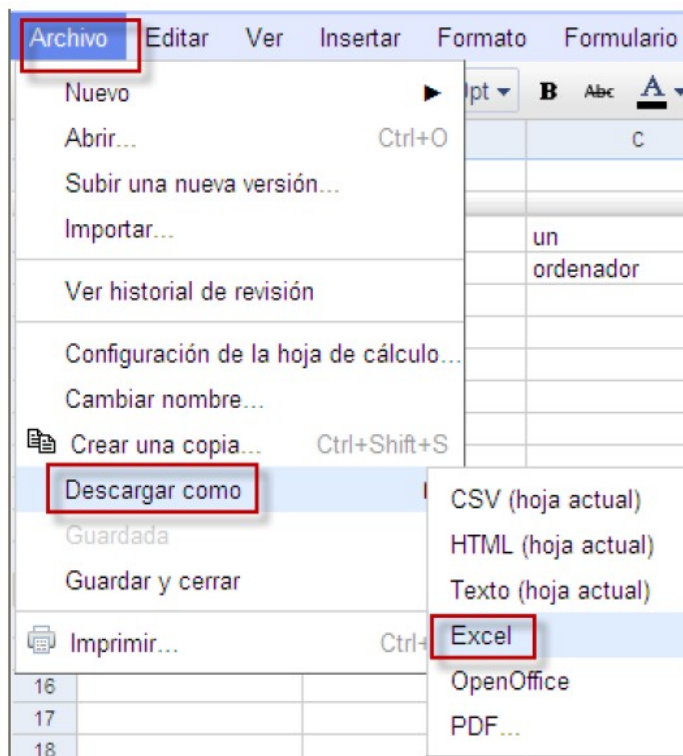 Archivo Editar Ver Insertar Formato Formulario
Nuevo pt B Abc A
Abrir... Ctrl+O C
Subir una nueva versión...
Importar... un
ordenador
Ver historial de revisión
Configuración de la hoja de cálculo...
Cambiar nombre...
Crear una copia... Ctrl+Shift+S
Descargar como CSV (hoja actual)
Guardada HTML (hoja actual)
Guardar y cerrar Texto (hoja actual)
Imprimir... Ctrl+ Excel
16 OpenOffice
17 PDF...
18